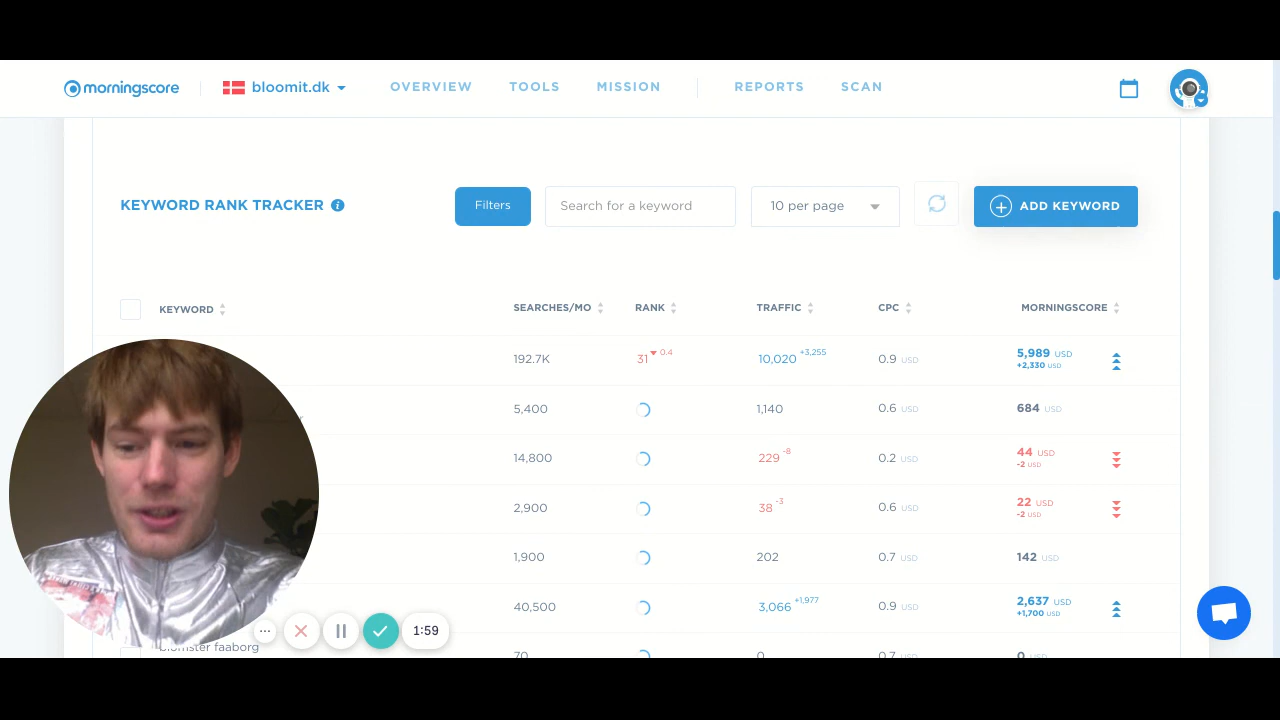 morningscore
bloomit.dk
OVERVIEW
TOOLS
MISSION
REPORTS
SCAN
KEYWORD RANK TRACKER i
Filters
Search for a keyword
10 per page
ADD KEYWORD
KEYWORD SEARCHES/MO RANK TRAFFIC CPC MORNINGSCORE
192.7K 31 0.4 10,020 +3,255 0.9 USD 5,989 USD
+2,330 USD
5,400 1,140 0.6 USD 684 USD
14,800 229 -8 0.2 USD 44 USD
-2 USD
2,900 38 -3 0.6 USD 22 USD
-2 USD
1,900 202 0.7 USD 142 USD
40,500 3,066 +1,977 0.9 USD 2,637 USD
+1,700 USD
1:59
blomster faaborg 70 0 0.7 USD 0 USD